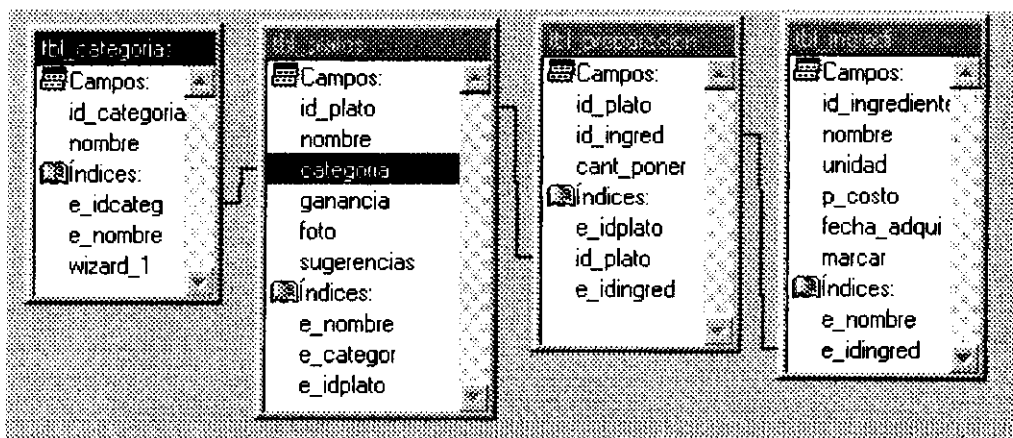 tbl_categorias
Campos:
id_categoria
nombre
Índices:
e_idcateg
e_nombre
wizard_1
Campos:
id_plato
nombre
categoria
ganancia
foto
sugerencias
Índices:
e_nombre
e_categor
e_idplato
tbl_preparacion
Campos:
id_plato
id_ingred
cant_poner
Índices:
e_idplato
id_plato
e_idingred
Campos:
id_ingrediente
nombre
unidad
p_costo
fecha_adqui
marcar
Índices:
e_nombre
e_idingred